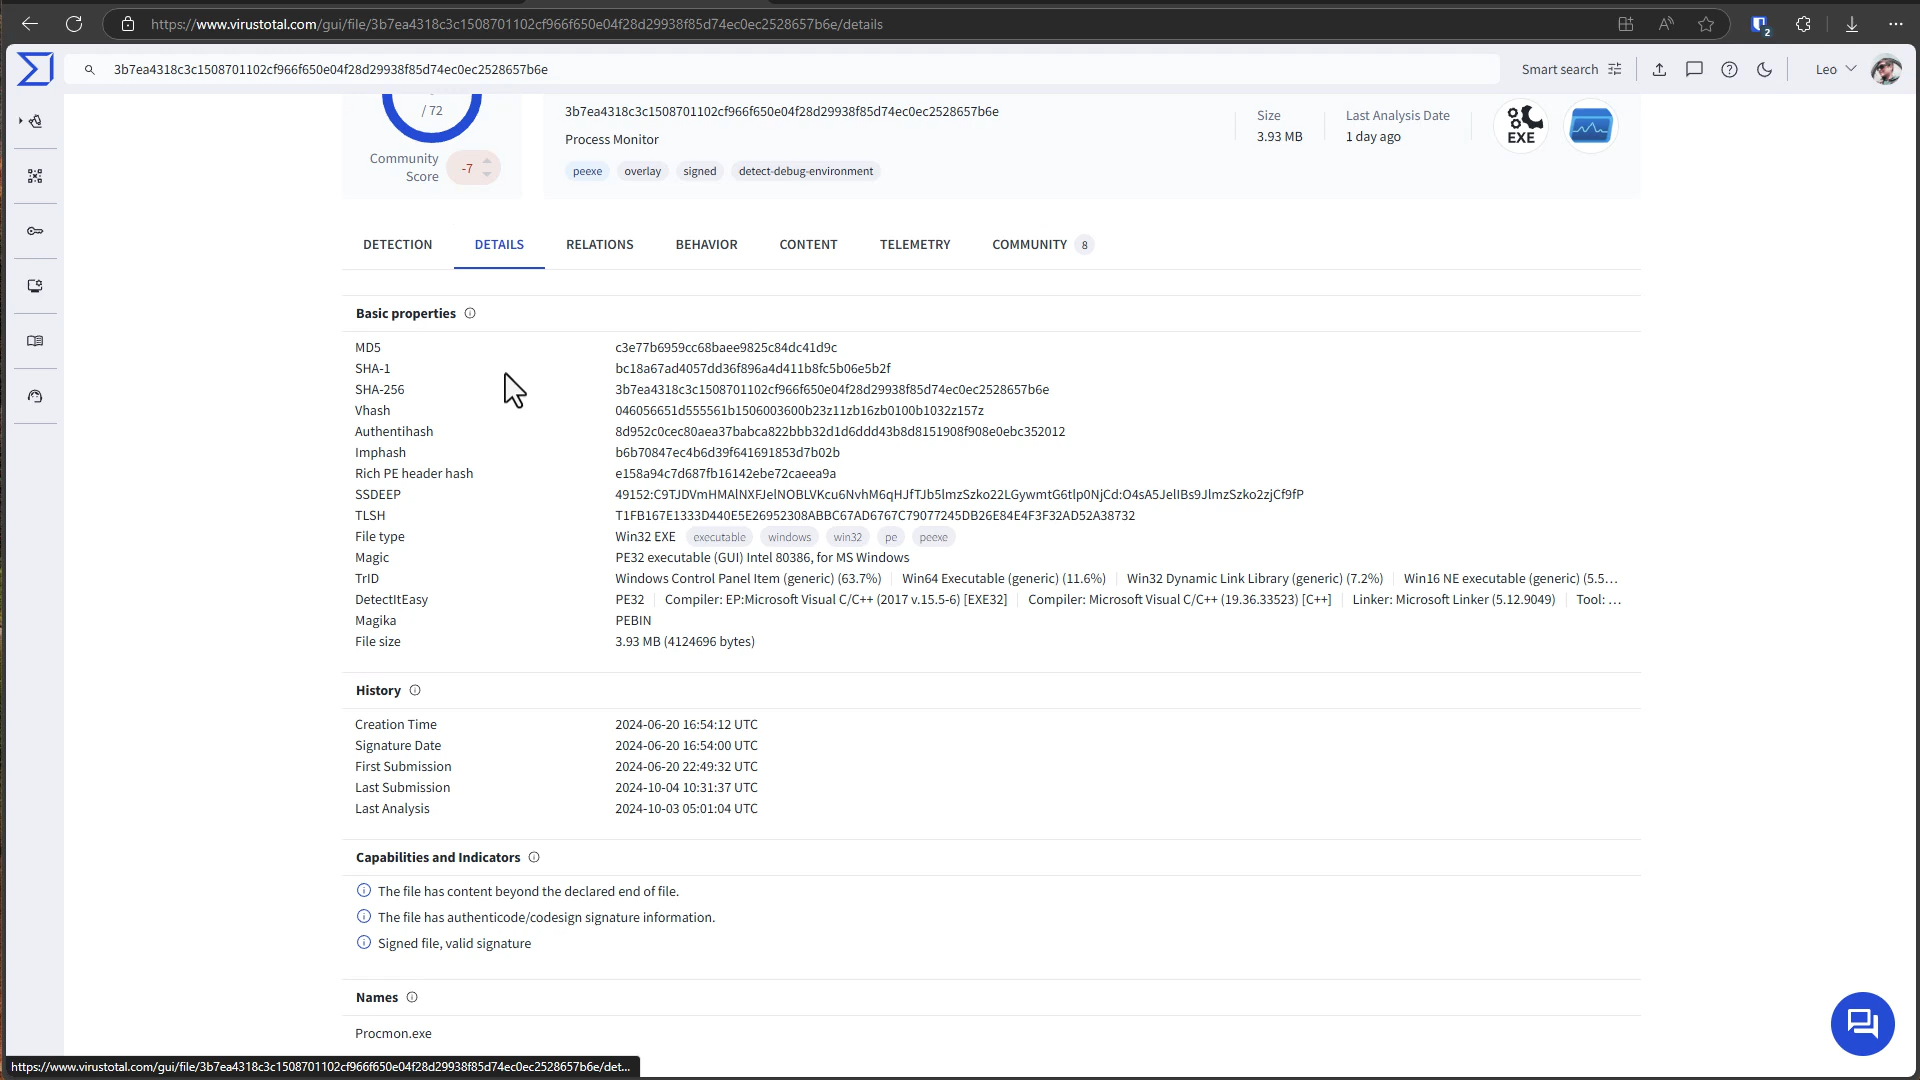 https://www.virustotal.com/gui/file/3b7ea4318c3c1508701102cf966f650e04f28d29938f85d74ec0ec2528657b6e/details
2
3b7ea4318c3c1508701102cf966f650e04f28d29938f85d74ec0ec2528657b6e
Smart search
Leo
/ 72
Community Score
-7
3b7ea4318c3c1508701102cf966f650e04f28d29938f85d74ec0ec2528657b6e
Process Monitor
peexe overlay signed detect-debug-environment
Size
3.93 MB
Last Analysis Date
1 day ago
EXE
DETECTION DETAILS RELATIONS BEHAVIOR CONTENT TELEMETRY COMMUNITY 8
Basic properties
MD5 c3e77b6959cc68baee9825c84dc41d9c
SHA-1 bc18a67ad4057dd36f896a4d411b8fc5b06e5b2f
SHA-256 3b7ea4318c3c1508701102cf966f650e04f28d29938f85d74ec0ec2528657b6e
Vhash 046056651d555561b1506003600b23z11zb16zb0100b1032z157z
Authentihash 8d952c0cec80aea37babca822bbb32d1d6ddd43b8d8151908f908e0ebc352012
Imphash b6b70847ec4b6d39f641691853d7b02b
Rich PE header hash e158a94c7d687fb16142ebe72caeea9a
SSDEEP 49152:C9TJDVmHMAlNXFJelNOBLVKcu6NvhM6qHJfTJb5lmzSzko22LGywmtG6tlp0NjCd:O4sA5JelIBs9JlmzSzko2zjCf9fP
TLSH T1FB167E1333D440E5E26952308ABBC67AD6767C79077245DB26E84E4F3F32AD52A38732
File type Win32 EXE executable windows win32 pe peexe
Magic PE32 executable (GUI) Intel 80386, for MS Windows
TrID Windows Control Panel Item (generic) (63.7%) Win64 Executable (generic) (11.6%) Win32 Dynamic Link Library (generic) (7.2%) Win16 NE executable (generic) (5.5...
DetectItEasy PE32 Compiler: EP:Microsoft Visual C/C++ (2017 v.15.5-6) [EXE32] Compiler: Microsoft Visual C/C++ (19.36.33523) [C++] Linker: Microsoft Linker (5.12.9049) Tool: ...
Magika PEBIN
File size 3.93 MB (4124696 bytes)
History
Creation Time 2024-06-20 16:54:12 UTC
Signature Date 2024-06-20 16:54:00 UTC
First Submission 2024-06-20 22:49:32 UTC
Last Submission 2024-10-04 10:31:37 UTC
Last Analysis 2024-10-03 05:01:04 UTC
Capabilities and Indicators
The file has content beyond the declared end of file.
The file has authenticode/codesign signature information.
Signed file, valid signature
Names
Procmon.exe
https://www.virustotal.com/gui/file/3b7ea4318c3c1508701102cf966f650e04f28d29938f85d74ec0ec2528657b6e/det...